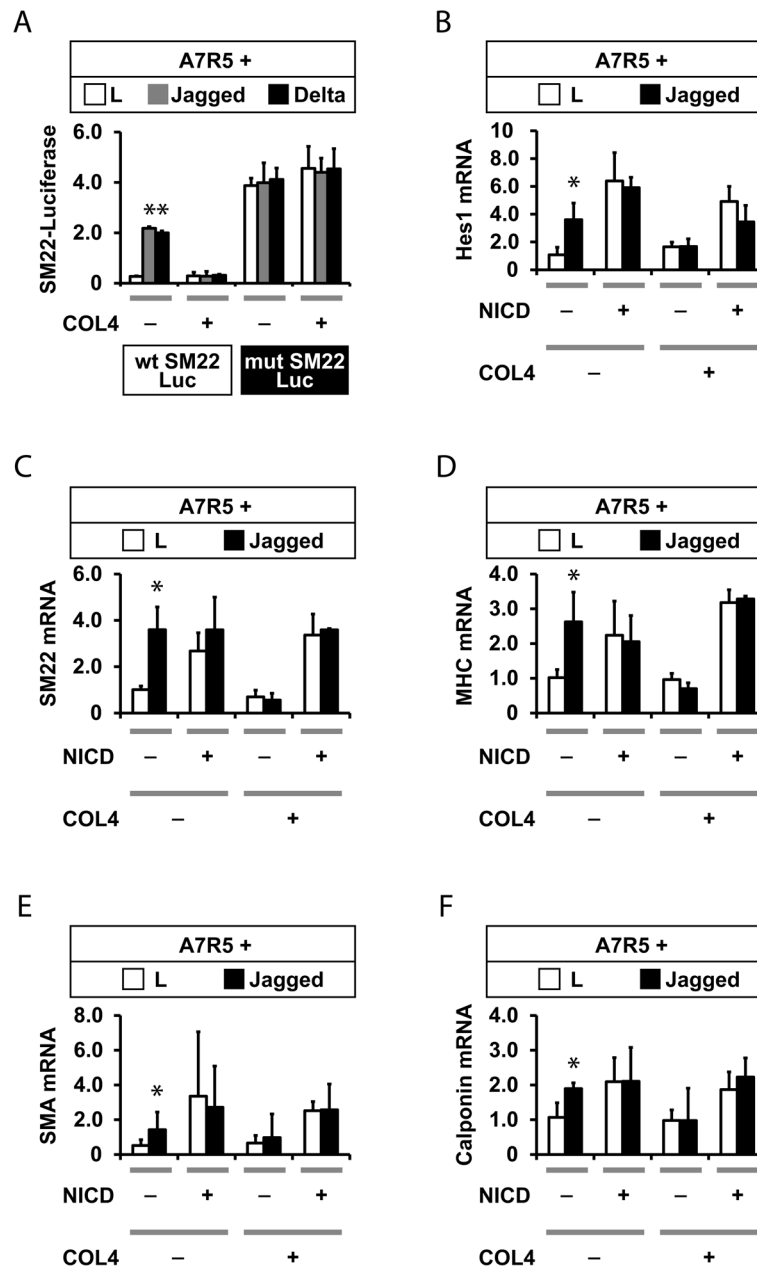 A
A7R5 +
L Jagged Delta
SM22-Luciferase
6.0
4.0
2.0
0
**
COL4 – + – +
wt SM22 Luc
mut SM22 Luc
B
A7R5 +
L Jagged
Hes1 mRNA
10.0
8.0
6.0
4.0
2.0
0
*
NICD – + – +
COL4 – +
C
A7R5 +
L Jagged
SM22 mRNA
6.0
4.0
2.0
0
*
NICD – + – +
COL4 – +
D
A7R5 +
L Jagged
MHC mRNA
4.0
3.0
2.0
1.0
0.0
*
NICD – + – +
COL4 – +
E
A7R5 +
L Jagged
SMA mRNA
8.0
6.0
4.0
2.0
0.0
*
NICD – + – +
COL4 – +
F
A7R5 +
L Jagged
Calponin mRNA
4.0
3.0
2.0
1.0
0.0
*
NICD – + – +
COL4 – +